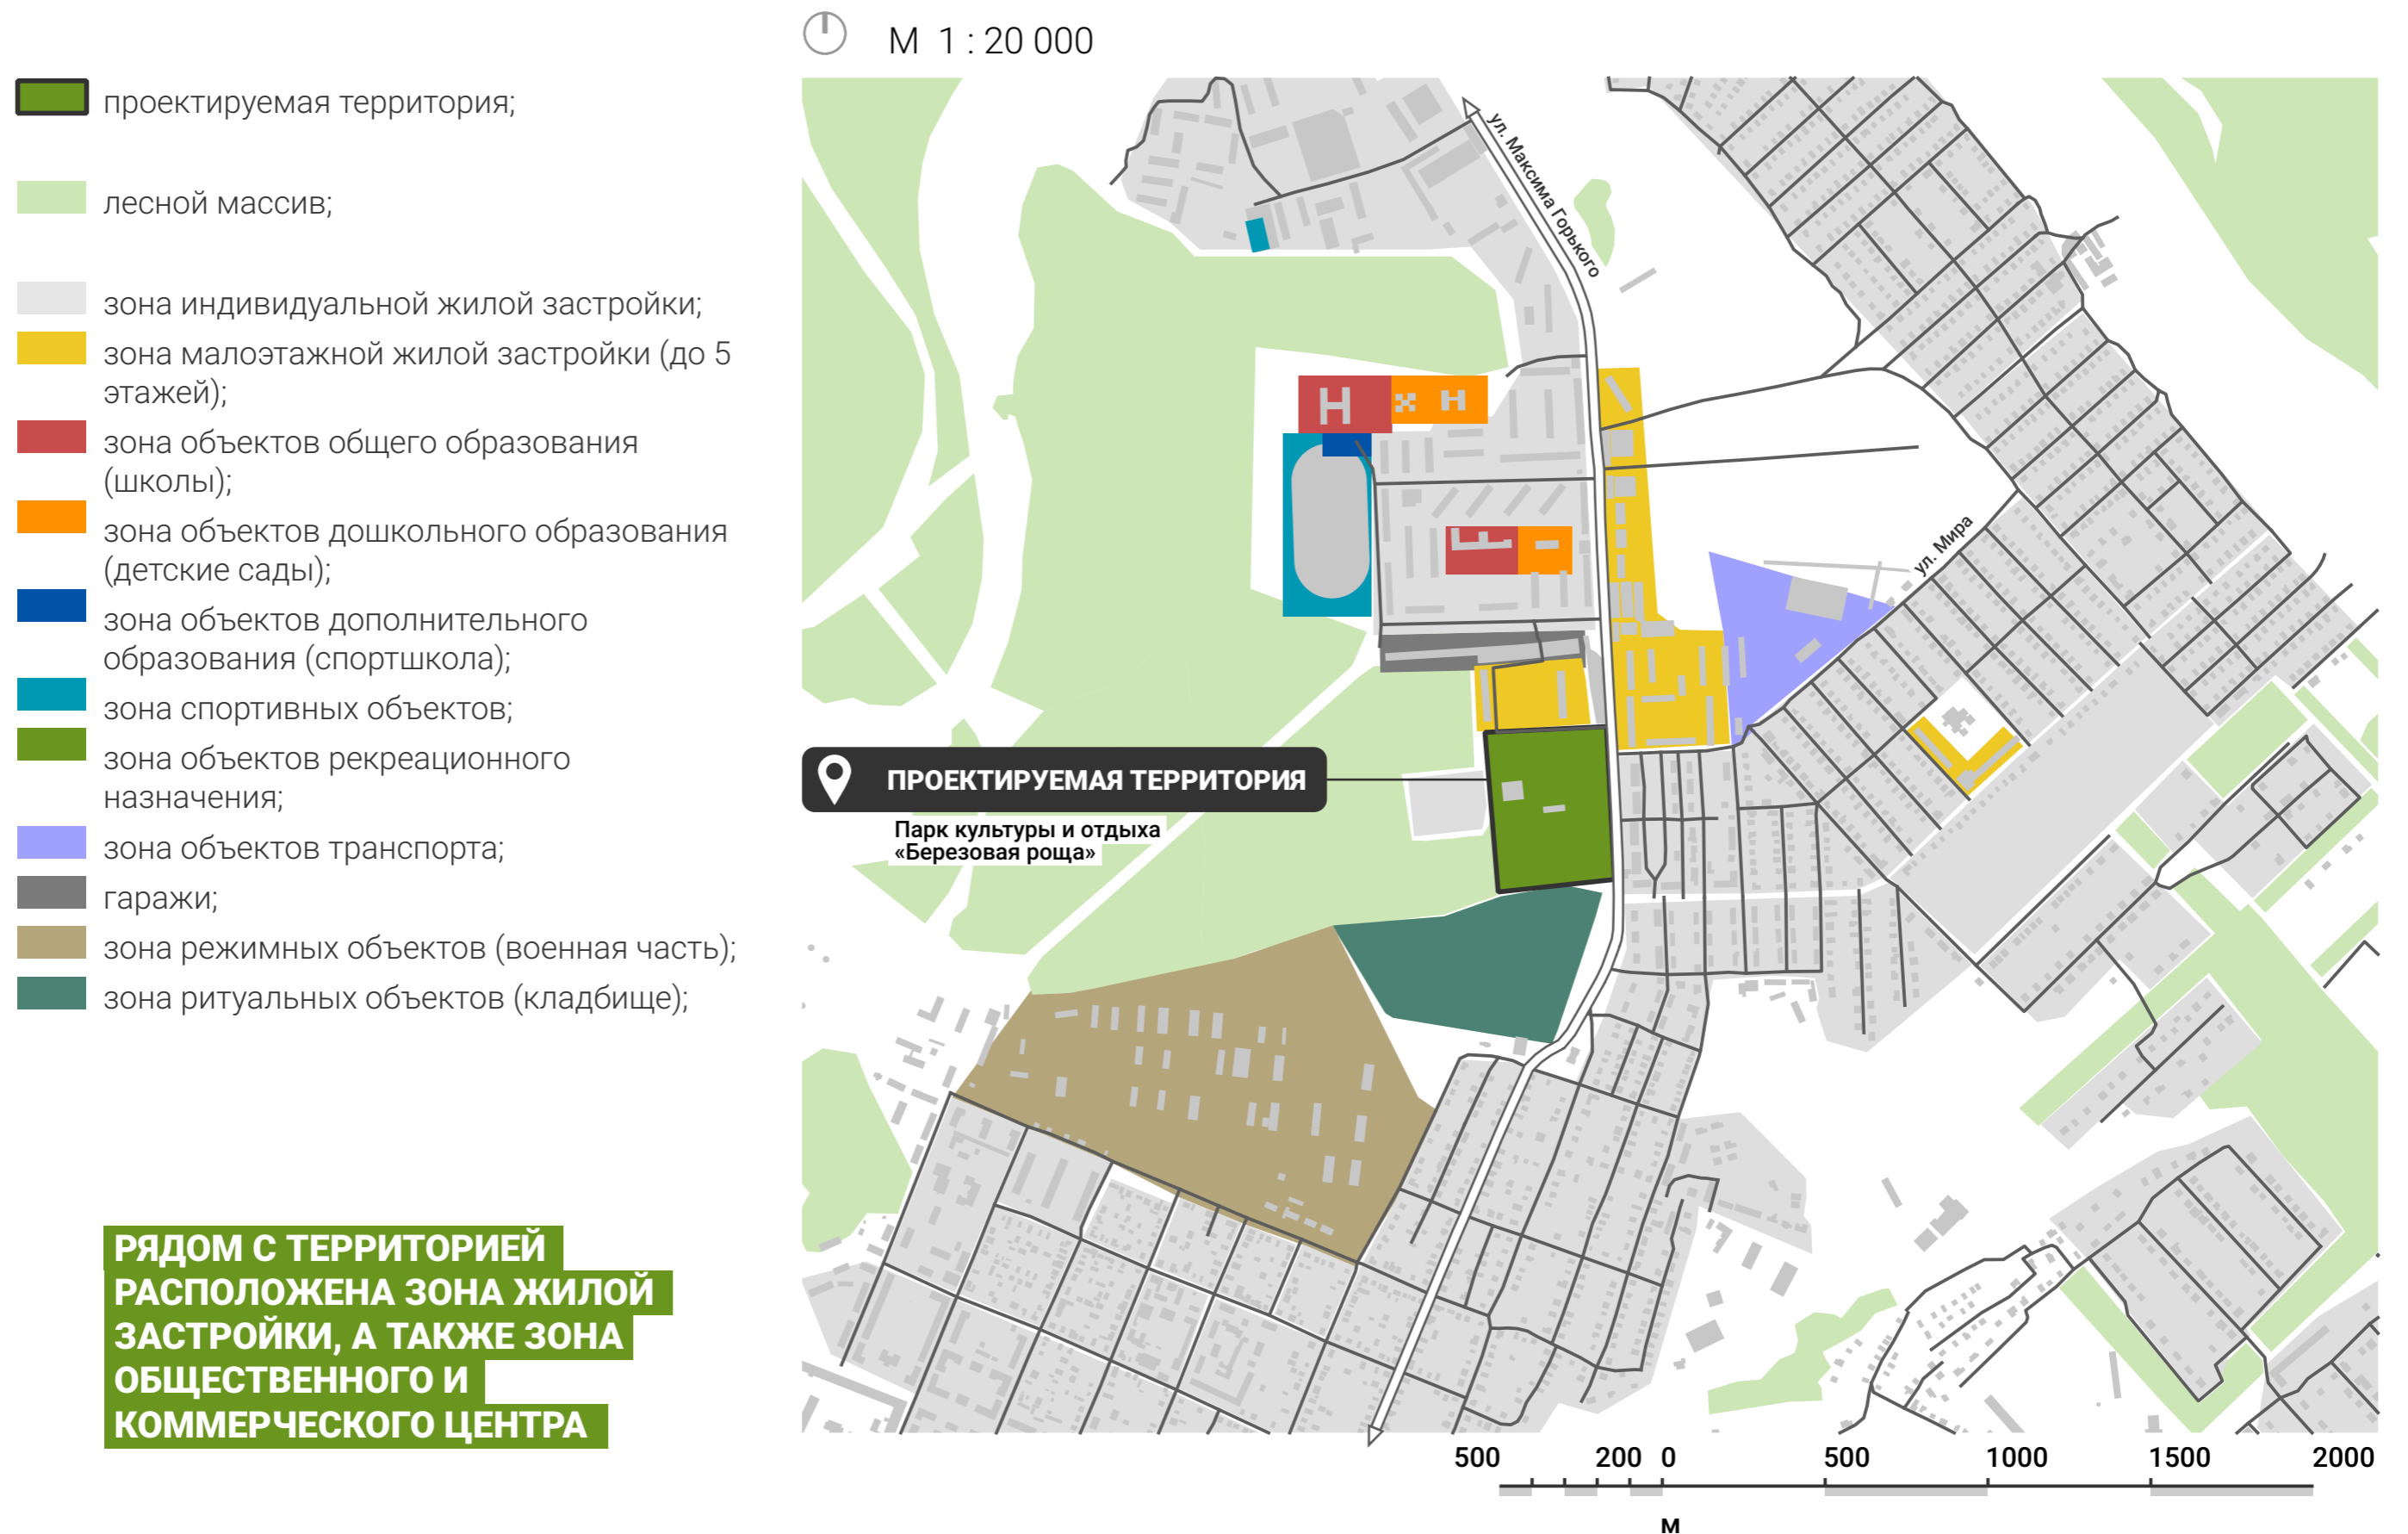 М 1 : 20 000
проектируемая территория;
лесной массив;
зона индивидуальной жилой застройки;
зона малоэтажной жилой застройки (до 5
этажей);
зона объектов общего образования
(школы);
зона объектов дошкольного образования
(детские сады);
зона объектов дополнительного
образования (спортшкола);
зона спортивных объектов;
зона объектов рекреационного
назначения;
зона объектов транспорта;
гаражи;
зона режимных объектов (военная часть);
зона ритуальных объектов (кладбище);
РЯДОМ С ТЕРРИТОРИЕЙ
РАСПОЛОЖЕНА ЗОНА ЖИЛОЙ
ЗАСТРОЙКИ, А ТАКЖЕ ЗОНА
ОБЩЕСТВЕННОГО И
КОММЕРЧЕСКОГО ЦЕНТРА
ул. Максима Горького
ул. Мира
ПРОЕКТИРУЕМАЯ ТЕРРИТОРИЯ
Парк культуры и отдыха
«Березовая роща»
500 200 0 500 1000 1500 2000
м